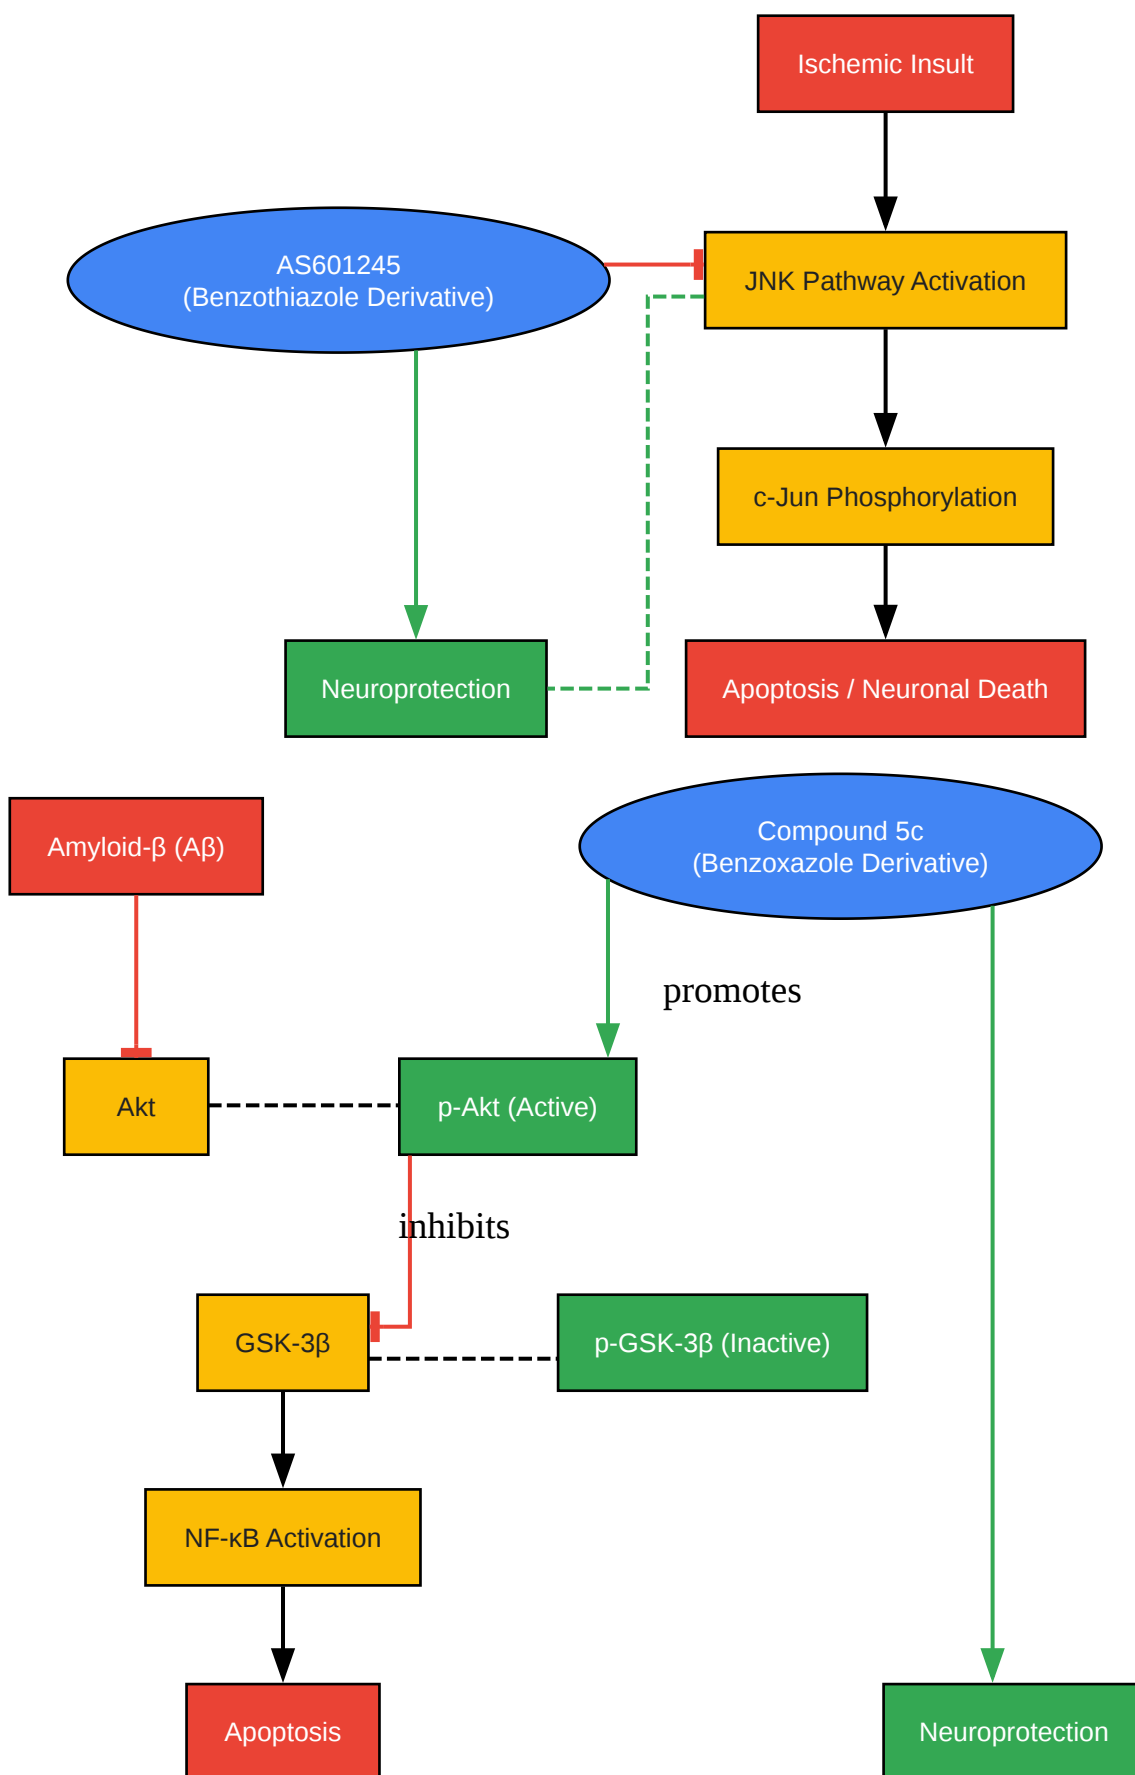 Ischemic Insult
AS601245
(Benzothiazole Derivative)
JNK Pathway Activation
c-Jun Phosphorylation
Neuroprotection
Apoptosis / Neuronal Death
Amyloid-β (Aβ)
Compound 5c
(Benzoxazole Derivative)
promotes
Akt
p-Akt (Active)
inhibits
GSK-3β
p-GSK-3β (Inactive)
NF-κB Activation
Apoptosis
Neuroprotection